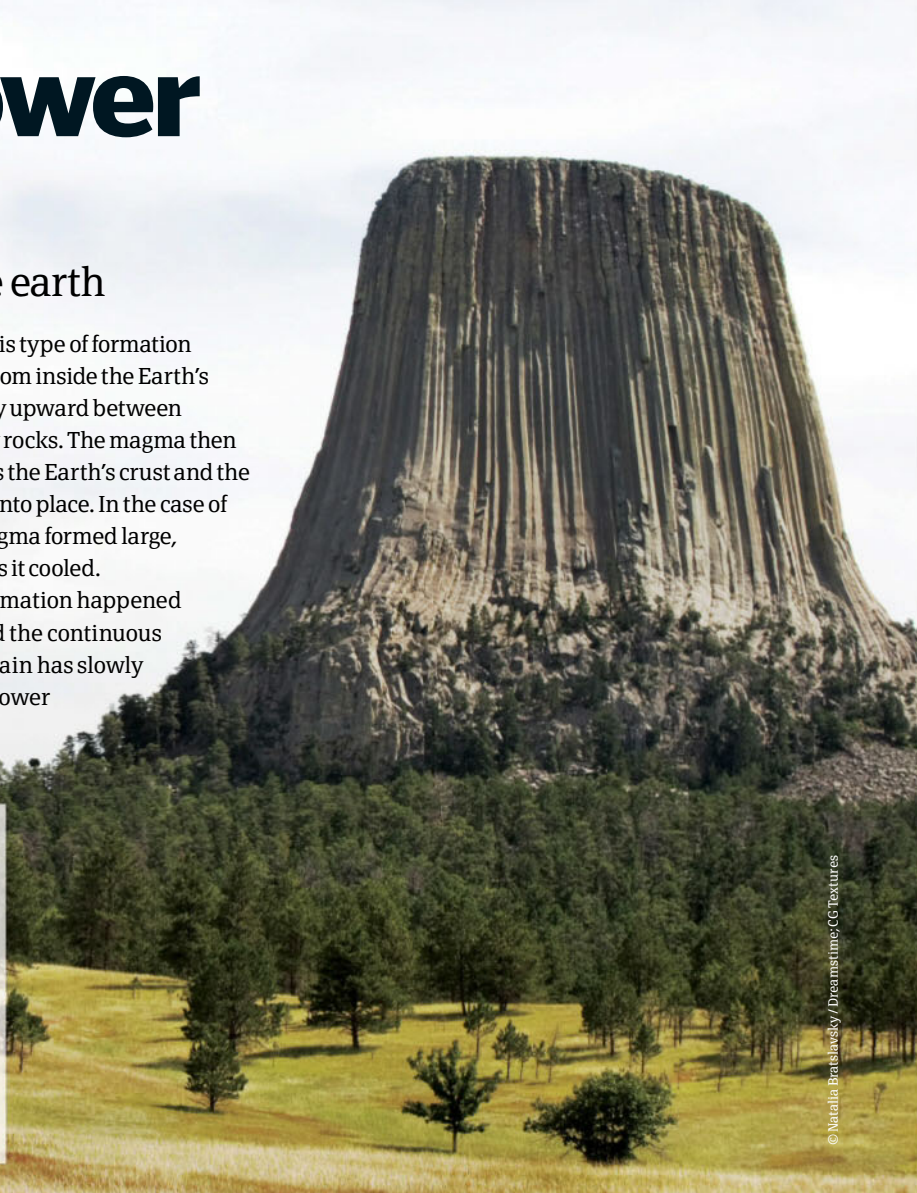 ower
e earth
is type of formation
om inside the Earth's
y upward between
rocks. The magma then
s the Earth's crust and the
nto place. In the case of
gma formed large,
s it cooled.
mation happened
d the continuous
ain has slowly
ower
© Natalia Bratslavsky / Dreamstime; CG Textures